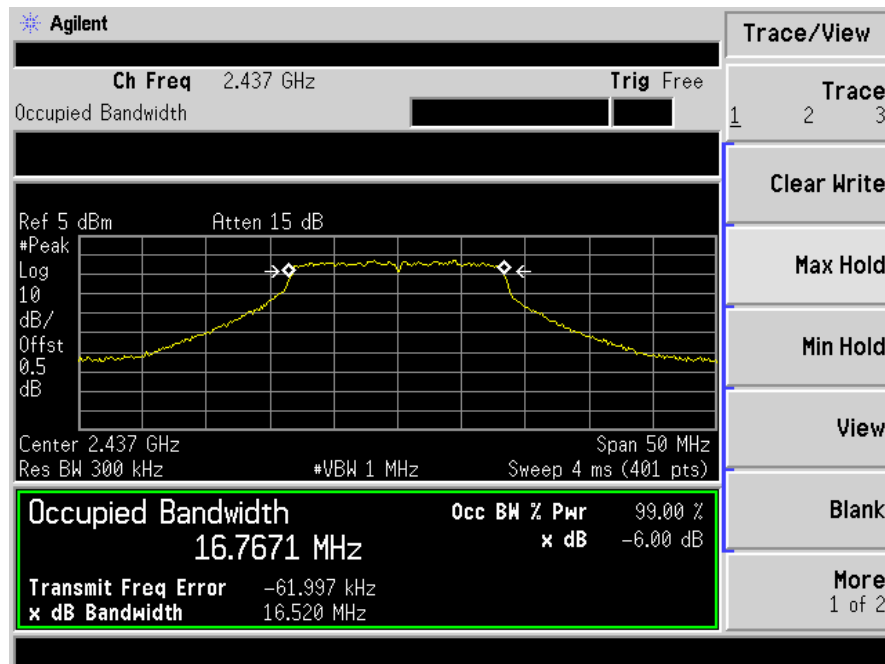 Agilent
Trace/View
Ch Freq 2.437 GHz Trig Free
Occupied Bandwidth
Trace
1 2 3
Clear Write
Max Hold
Min Hold
View
Blank
More
1 of 2
Ref 5 dBm Atten 15 dB
#Peak
Log
10
dB/
Offst
0.5
dB
Center 2.437 GHz Span 50 MHz
Res BW 300 kHz #VBW 1 MHz Sweep 4 ms (401 pts)
Occupied Bandwidth Occ BW % Pwr 99.00 %
16.7671 MHz x dB -6.00 dB
Transmit Freq Error -61.997 kHz
x dB Bandwidth 16.520 MHz